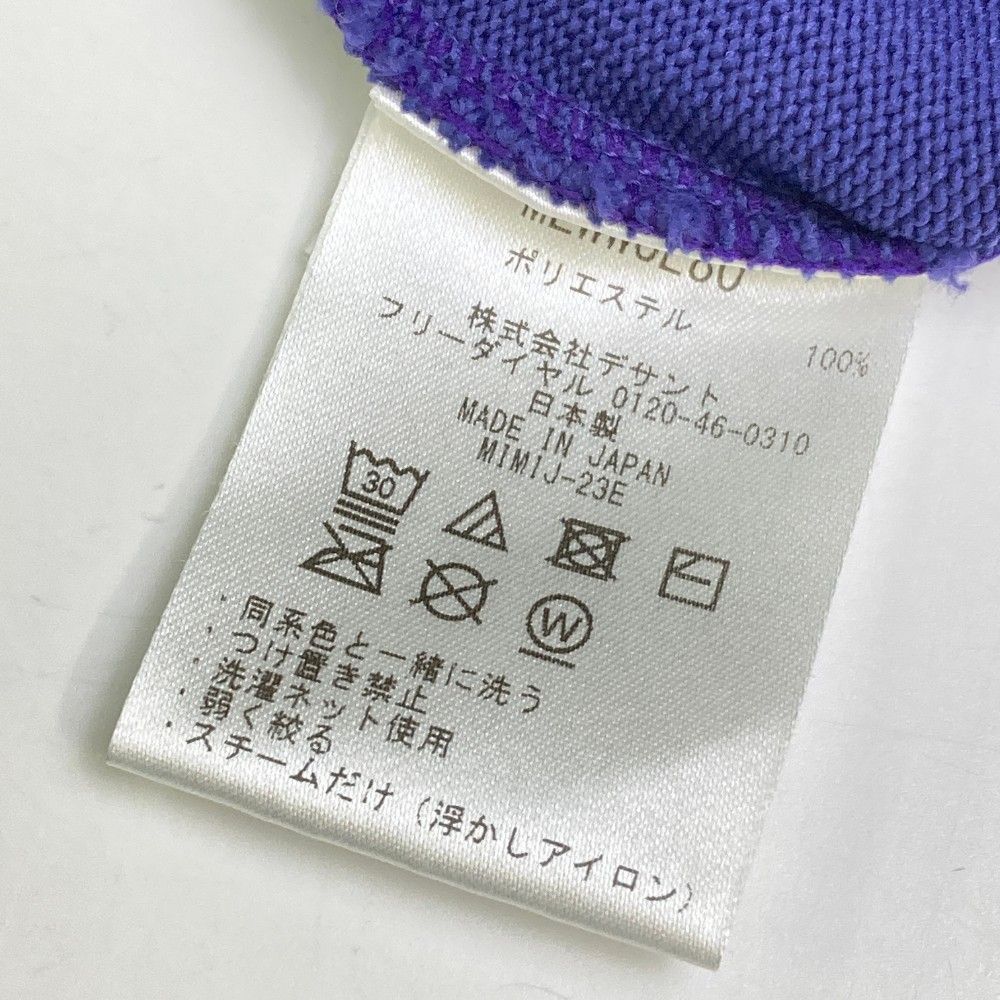 ポリエステル 100%
株式会社デサント
フリーダイヤル 0120-46-0310
日本製
MADE IN JAPAN
MIMIJ-23E
30
W
・同系色と一緒に洗う
・つけ置き禁止
・洗濯ネット使用
・弱く絞る
・スチームだけ(浮かしアイロン)